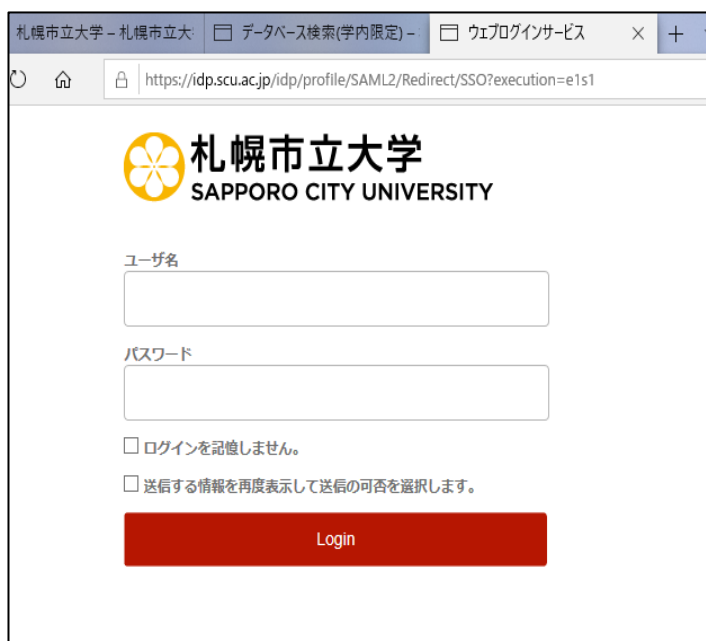 札幌市立大学 – 札幌市立大
データベース検索(学内限定) –
ウェブログインサービス
https://idp.scu.ac.jp/idp/profile/SAML2/Redirect/SSO?execution=e1s1
札幌市立大学
SAPPORO CITY UNIVERSITY
ユーザ名
パスワード
ログインを記憶しません。
送信する情報を再度表示して送信の可否を選択します。
Login